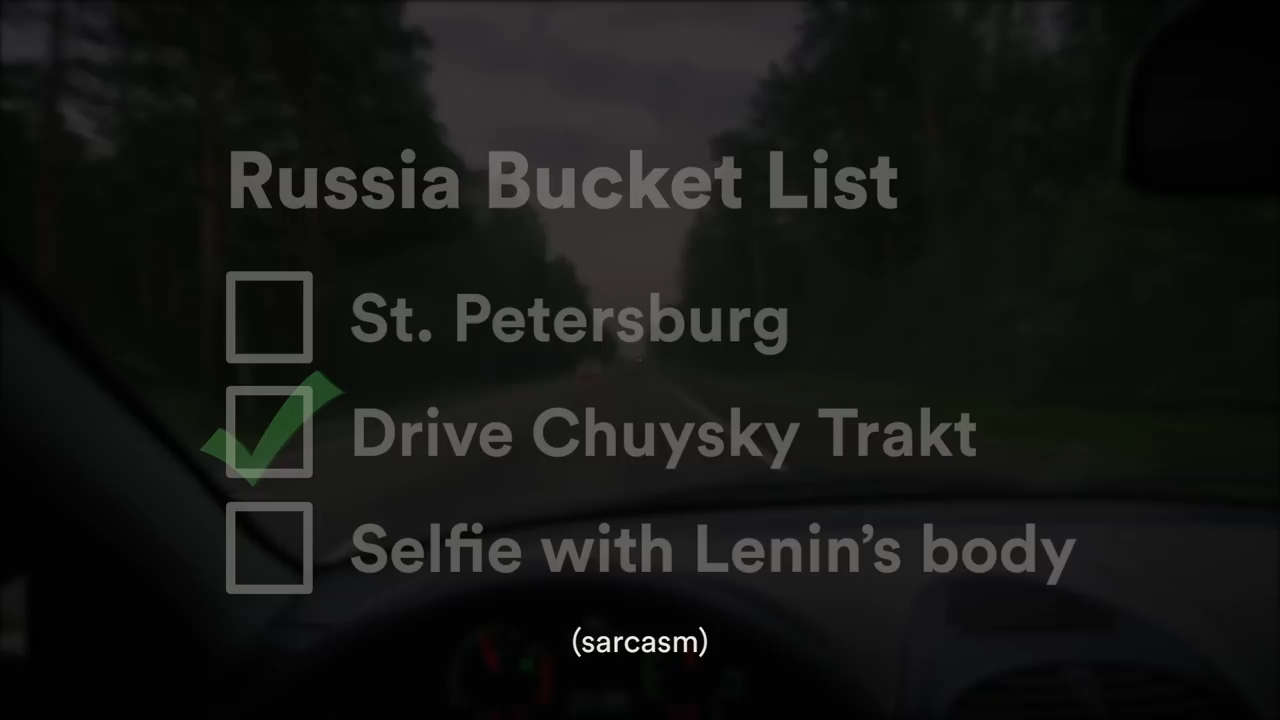 Russia Bucket List
St. Petersburg
Drive Chuysky Trakt
Selfie with Lenin’s body
(sarcasm)